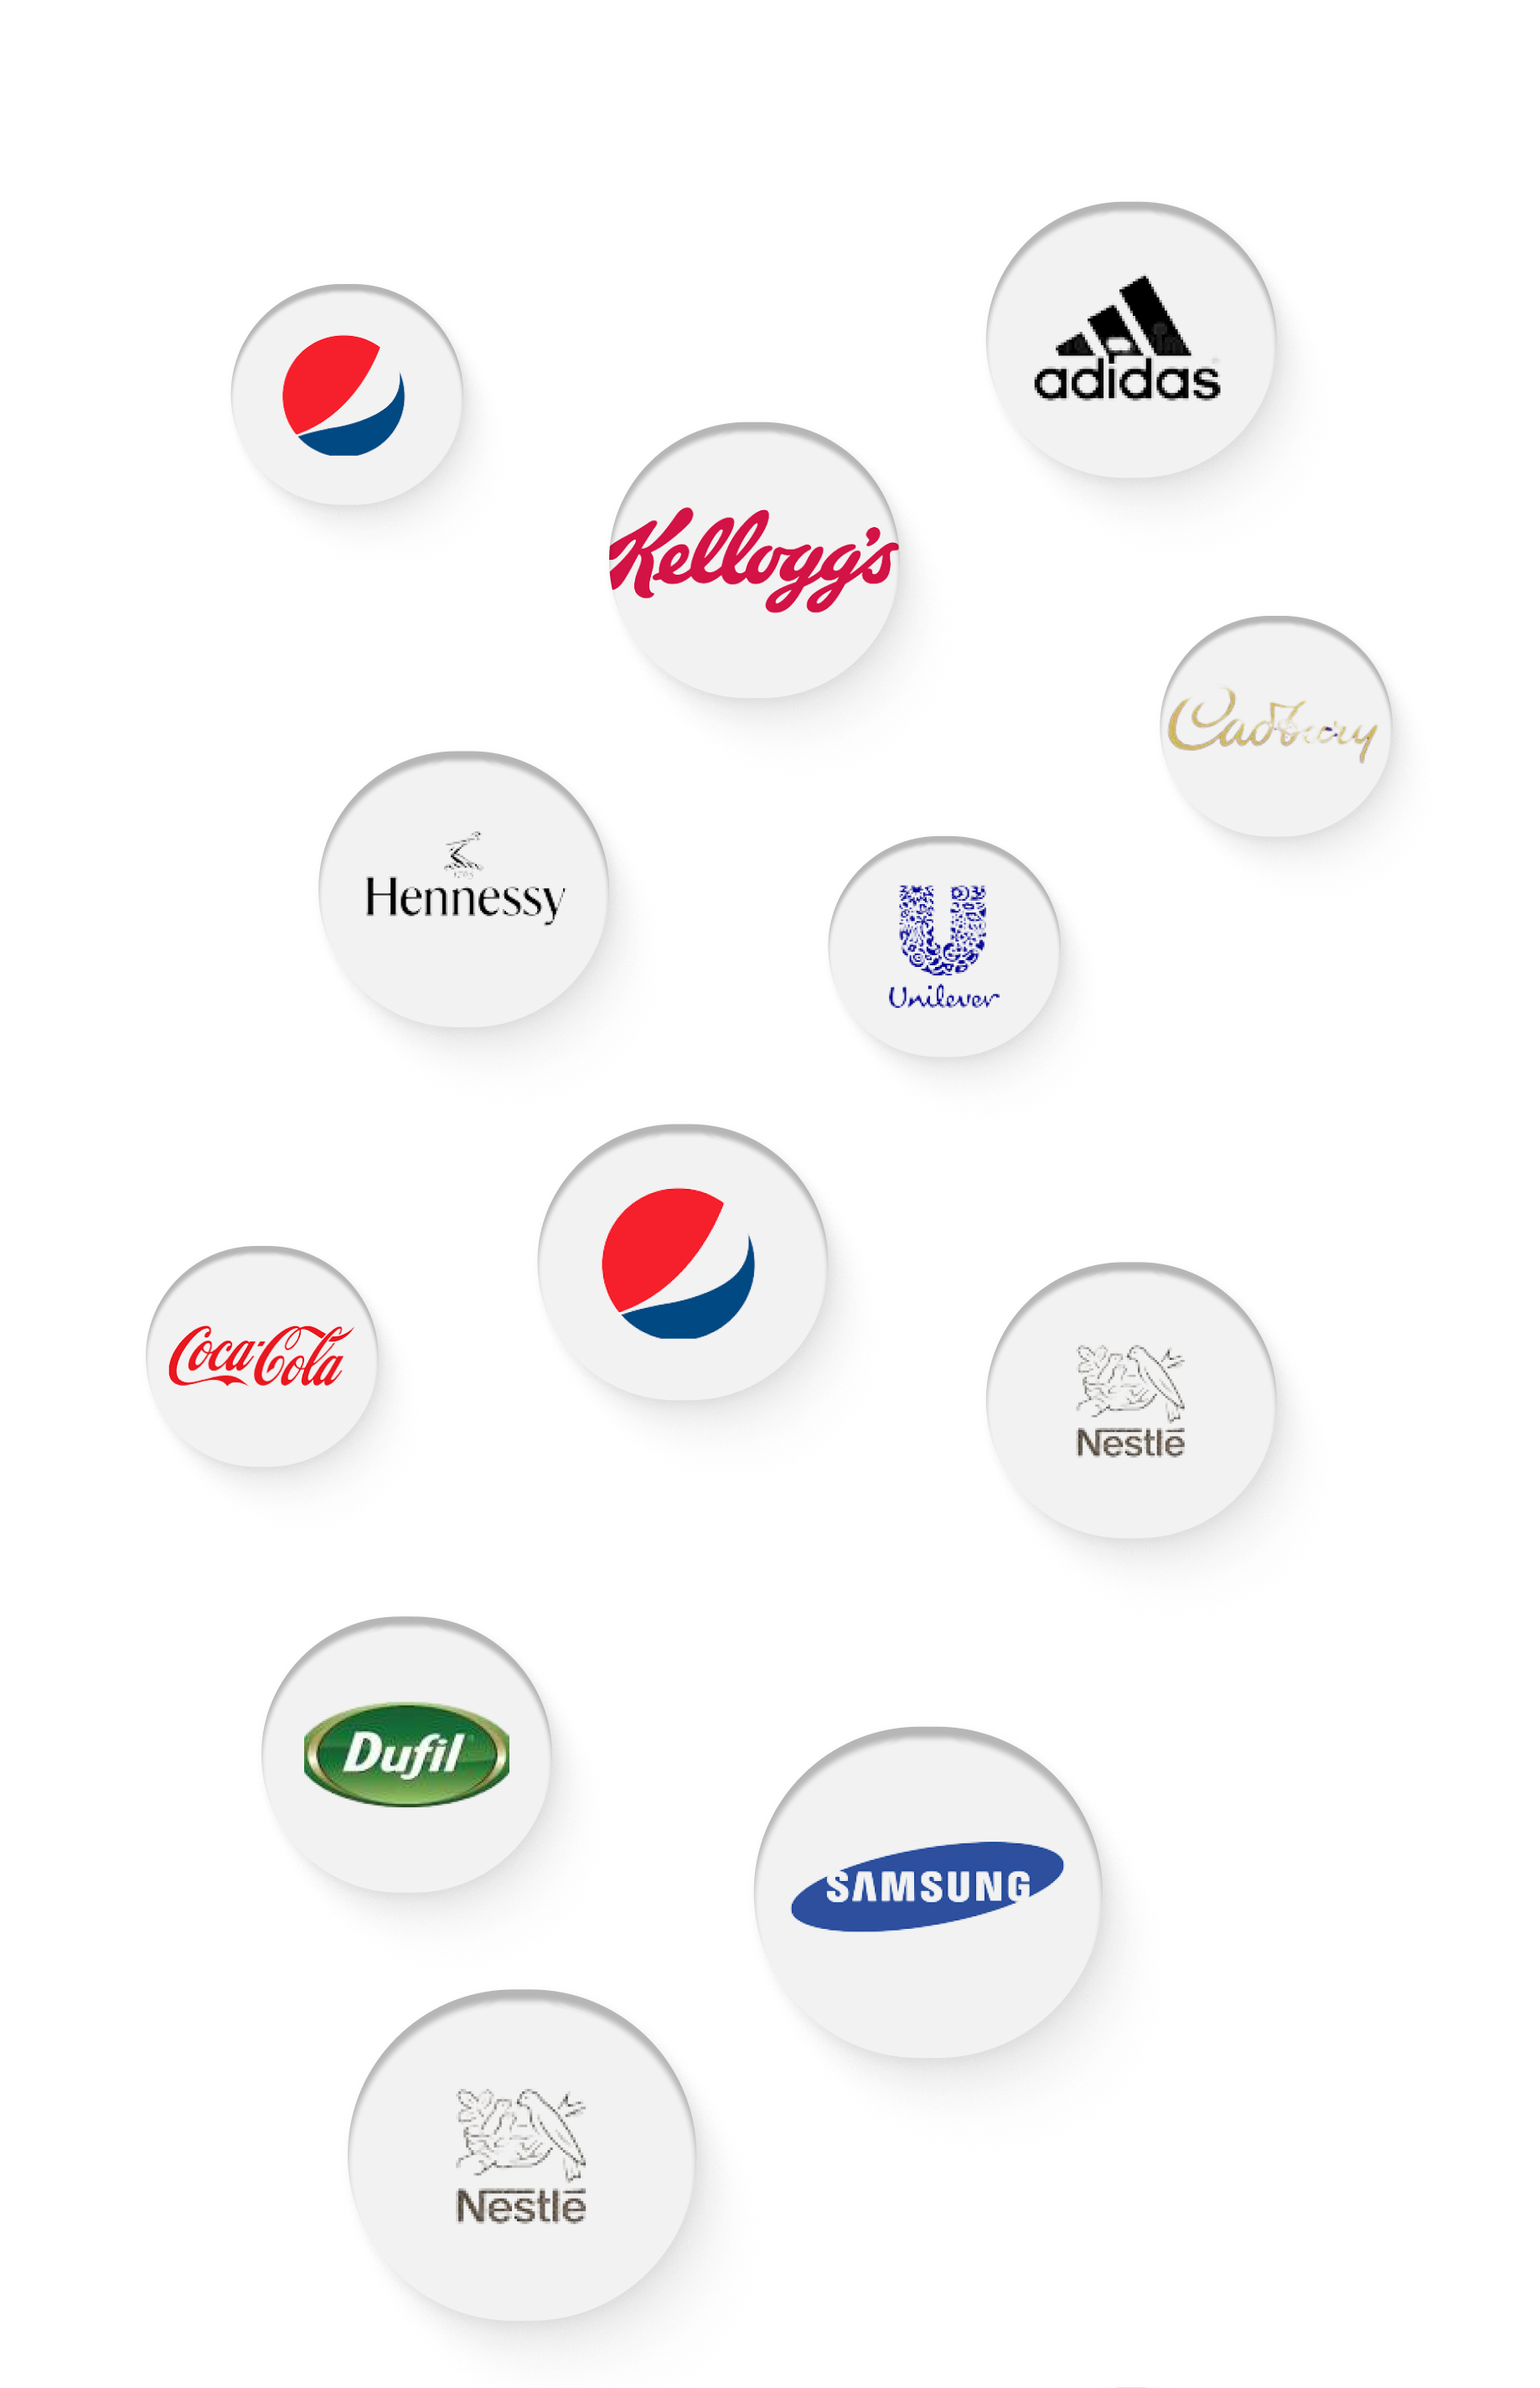 adidas
Kellogg's
Cadbury
Hennessy
Unilever
Coca-Cola
Nestlé
Dufil
SAMSUNG
Nestlé